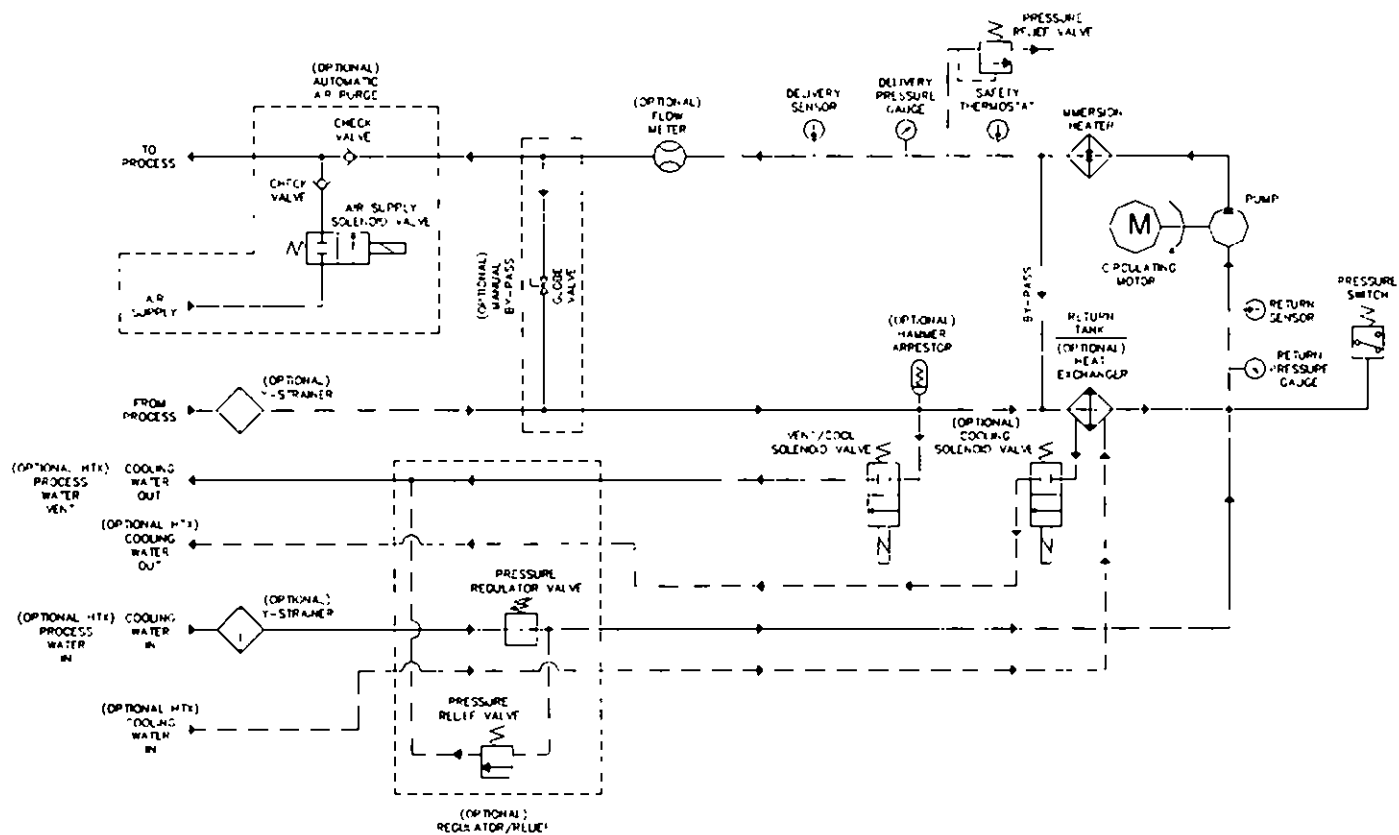 PRESSURE
RELIEF VALVE
(OPTIONAL)
AUTOMATIC
AIR PURGE
CHECK
VALVE
(OPTIONAL)
FLOW
METER
DELIVERY
SENSOR
DELIVERY
PRESSURE
GAUGE
SAFETY
THERMOSTAT
IMMERSION
HEATER
TO
PROCESS
CHECK
VALVE
AIR SUPPLY
SOLENOID VALVE
AIR
SUPPLY
(OPTIONAL)
MANUAL
BY-PASS
GLOBE
VALVE
BY-PASS
M
PUMP
CIRCULATING
MOTOR
PRESSURE
SWITCH
RETURN
SENSOR
RETURN
PRESSURE
GAUGE
(OPTIONAL)
HAMMER
ARRESTOR
RETURN
TANK
(OPTIONAL)
HEAT
EXCHANGER
FROM
PROCESS
(OPTIONAL)
Y-STRAINER
VENT/COOL
SOLENOID VALVE
(OPTIONAL)
COOLING
SOLENOID VALVE
(OPTIONAL HTX)
PROCESS
WATER
VENT
COOLING
WATER
OUT
(OPTIONAL HTX)
COOLING
WATER
OUT
PRESSURE
REGULATOR VALVE
(OPTIONAL HTX)
PROCESS
WATER
IN
COOLING
WATER
IN
(OPTIONAL)
Y-STRAINER
(OPTIONAL HTX)
COOLING
WATER
IN
PRESSURE
RELIEF VALVE
(OPTIONAL)
REGULATOR/RELIEF